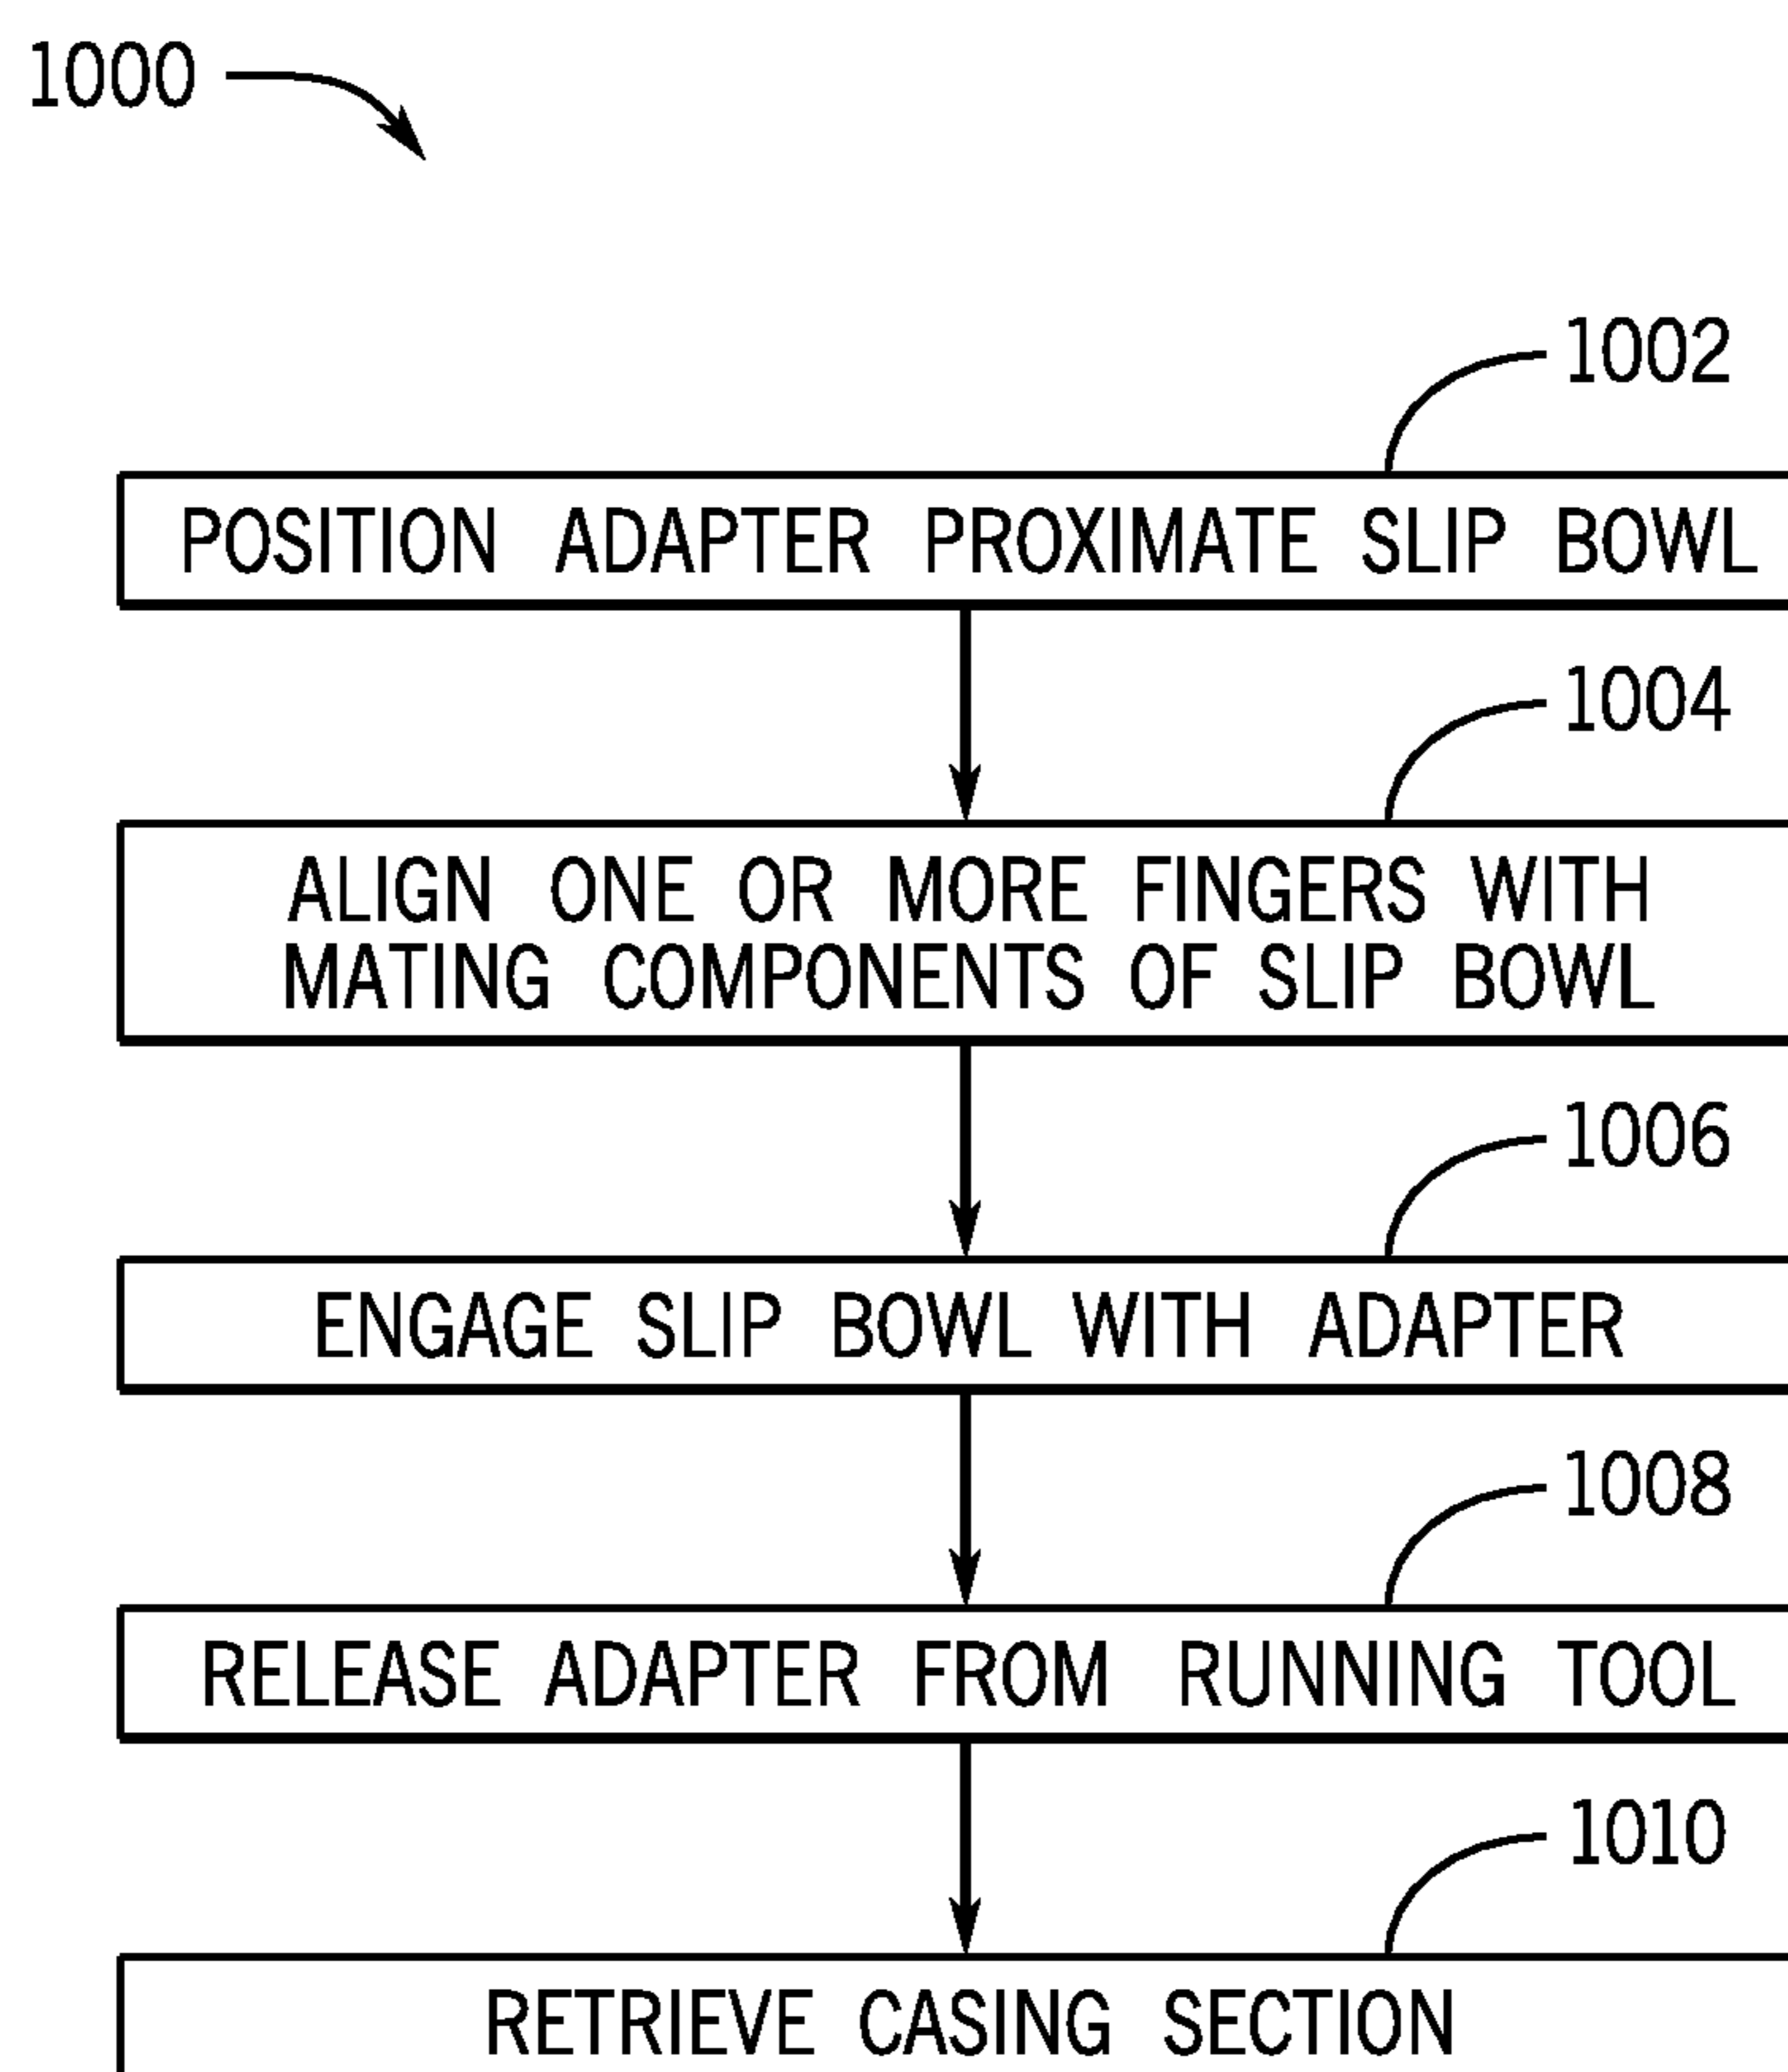 1000
1002
POSITION ADAPTER PROXIMATE SLIP BOWL
1004
ALIGN ONE OR MORE FINGERS WITH
MATING COMPONENTS OF SLIP BOWL
1006
ENGAGE SLIP BOWL WITH ADAPTER
1008
RELEASE ADAPTER FROM RUNNING TOOL
1010
RETRIEVE CASING SECTION